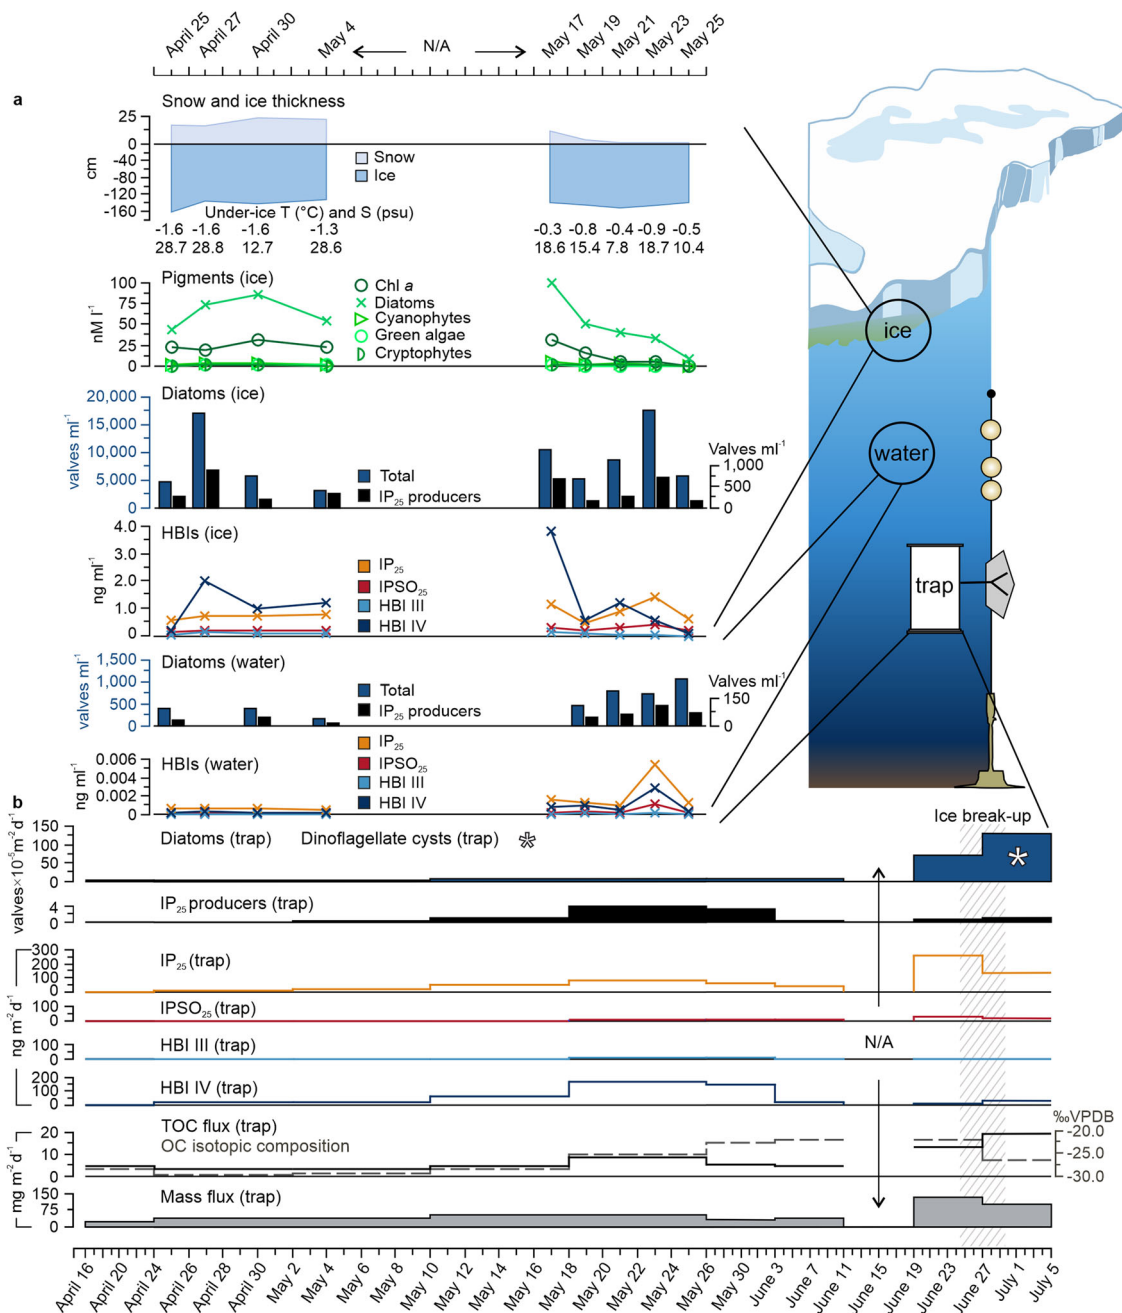 April 25
April 27
April 30
May 4
N/A
May 17
May 19
May 21
May 23
May 25
a
Snow and ice thickness
25
0
-40
-80
-120
-160
cm
Snow
Ice
Under-ice T (°C) and S (psu)
-1.6 -1.6 -1.6 -1.3 -0.3 -0.8 -0.4 -0.9 -0.5
28.7 28.8 12.7 28.6 18.6 15.4 7.8 18.7 10.4
Pigments (ice)
100
75
50
25
0
nM l⁻¹
Chl a
Diatoms
Cyanophytes
Green algae
Cryptophytes
ice
Diatoms (ice)
20,000
15,000
10,000
5,000
0
valves ml⁻¹
Total
IP₂₅ producers
Valves ml⁻¹
1,000
500
0
water
HBIs (ice)
4.0
3.0
2.0
1.0
0
ng ml⁻¹
IP₂₅
IPSO₂₅
HBI III
HBI IV
trap
Diatoms (water)
1,500
1,000
500
0
valves ml⁻¹
Total
IP₂₅ producers
Valves ml⁻¹
150
0
HBIs (water)
0.006
0.004
0.002
0
ng ml⁻¹
IP₂₅
IPSO₂₅
HBI III
HBI IV
b
Diatoms (trap) Dinoflagellate cysts (trap) *
Ice break-up
*
150
100
50
0
valves×10⁻⁵m⁻²d⁻¹
IP₂₅ producers (trap)
4
0
IP₂₅ (trap)
300
200
100
0
ng m⁻² d⁻¹
IPSO₂₅ (trap)
100
0
HBI III (trap)
100
0
N/A
HBI IV (trap)
200
100
0
TOC flux (trap)
OC isotopic composition
20
10
0
mg m⁻² d⁻¹
‰VPDB
-20.0
-25.0
-30.0
Mass flux (trap)
150
75
0
April 16
April 20
April 24
April 26
April 30
May 2
May 4
May 8
May 10
May 12
May 16
May 18
May 20
May 22
May 26
May 30
June 3
June 7
June 11
June 15
June 19
June 23
June 27
July 1
July 5